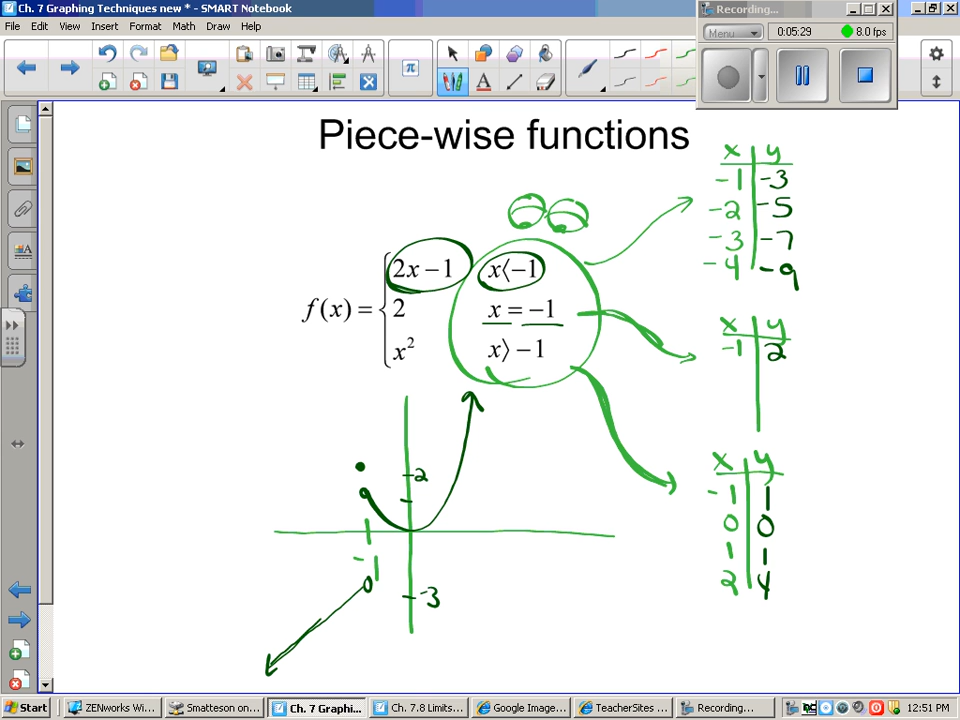 Ch. 7 Graphing Techniques new * - SMART Notebook
File Edit View Insert Format Math Draw Help
Recording...
Menu 0:05:29 8.0 fps
π
A
Piece-wise functions
x y
-1 -3
-2 -5
-3 -7
-4 -9
f(x) = { 2x − 1 x⟨−1
2 x = −1
x² x⟩ −1
x y
-1 2
x y
-1 1
0 0
1 1
2 4
2
-1
-3
Start ZENworks Wi... Smatteson on... Ch. 7 Graphi... Ch. 7.8 Limits... Google Image... TeacherSites ... Recording... 12:51 PM